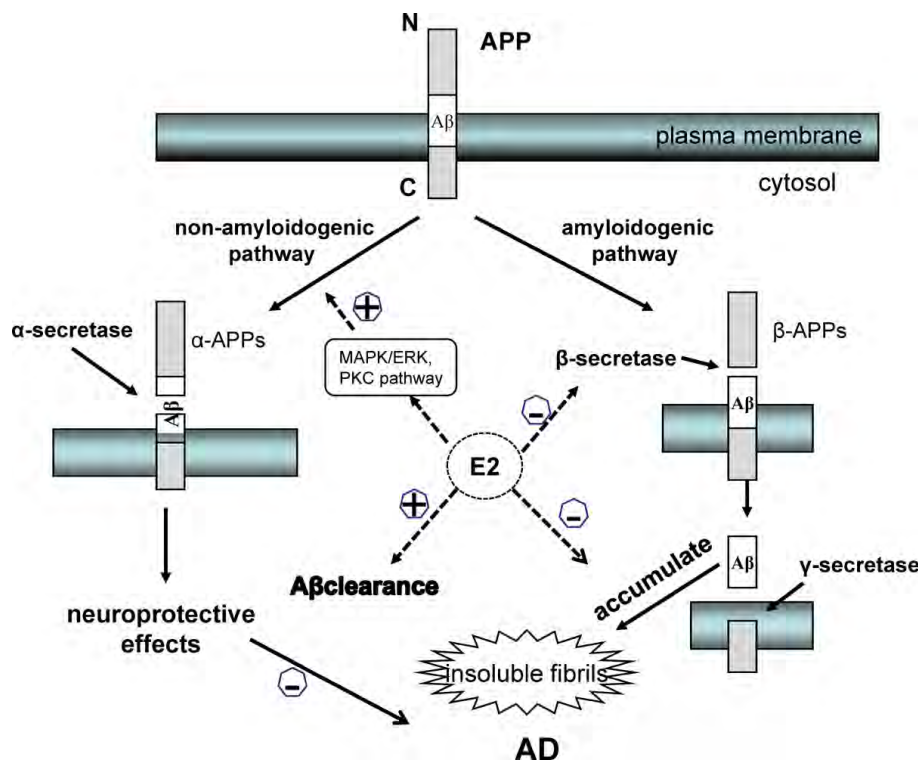 N
APP
Aβ
plasma membrane
C
cytosol
non-amyloidogenic
pathway
amyloidogenic
pathway
+
α-secretase
α-APPs
MAPK/ERK,
PKC pathway
β-secretase
β-APPs
Aβ
Aβ
-
E2
+
-
Aβclearance
accumulate
Aβ
γ-secretase
neuroprotective
effects
-
insoluble fibrils
AD